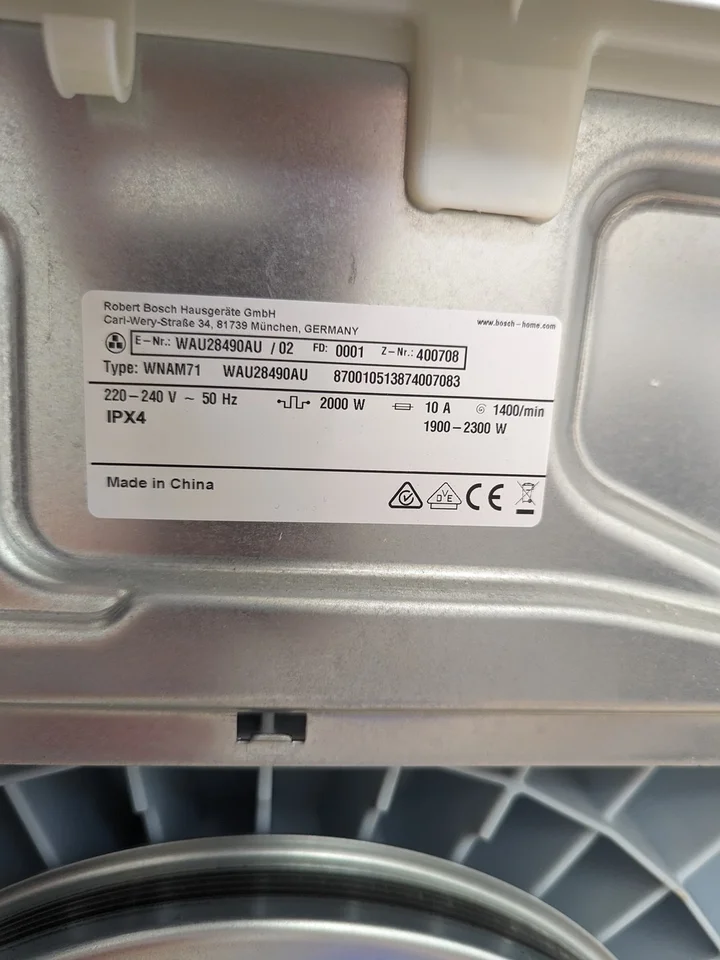 Robert Bosch Hausgeräte GmbH
Carl-Wery-Straße 34, 81739 München, GERMANY
www.bosch-home.com
E-Nr.: WAU28490AU /02 FD: 0001 Z-Nr.: 400708
Type: WNAM71 WAU28490AU 870010513874007083
220-240 V ~ 50 Hz 2000 W 10 A 1400/min
IPX4 1900-2300 W
Made in China
DVE CE